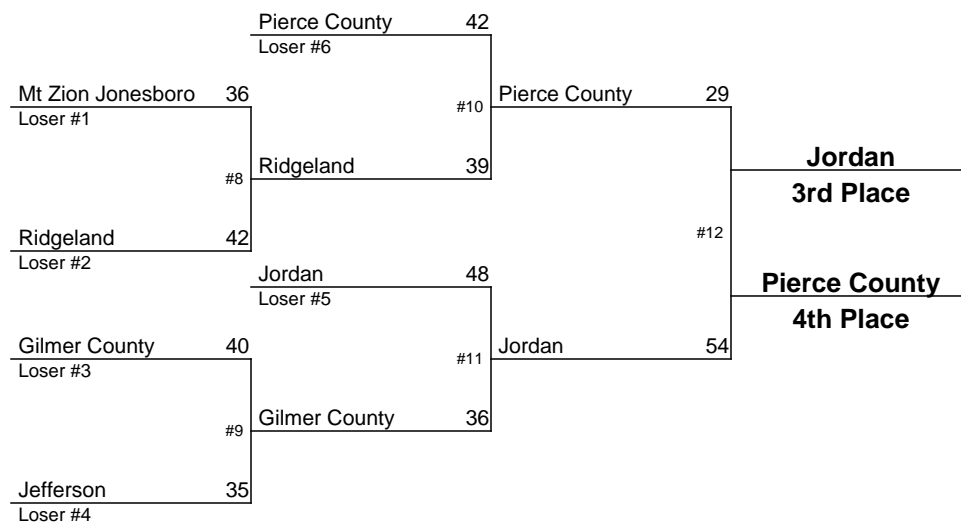 Pierce County 42
Loser #6
Mt Zion Jonesboro 36
Loser #1
#10
Pierce County 29
Jordan
3rd Place
#8
Ridgeland 39
Ridgeland 42
Loser #2
#12
Jordan 48
Loser #5
Pierce County
4th Place
Gilmer County 40
Loser #3
#11
Jordan 54
#9
Gilmer County 36
Jefferson 35
Loser #4